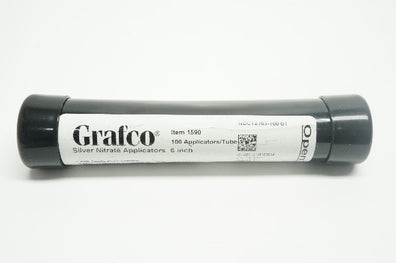 Grafco®
Silver Nitrate Applicators
Item 1590
100 Applicators/Tube
6 inch
Open